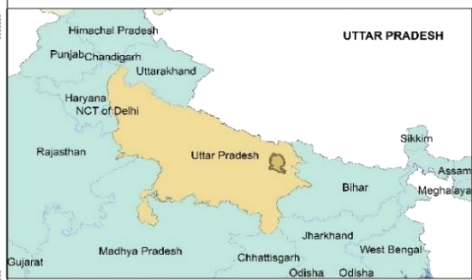 Himachal Pradesh
UTTAR PRADESH
Punjab
Chandigarh
Uttarakhand
Haryana
NCT of Delhi
Sikkim
Rajasthan
Uttar Pradesh
Assam
Bihar
Meghalaya
Jharkhand
Madhya Pradesh
West Bengal
Gujarat
Chhattisgarh
Odisha
Odisha